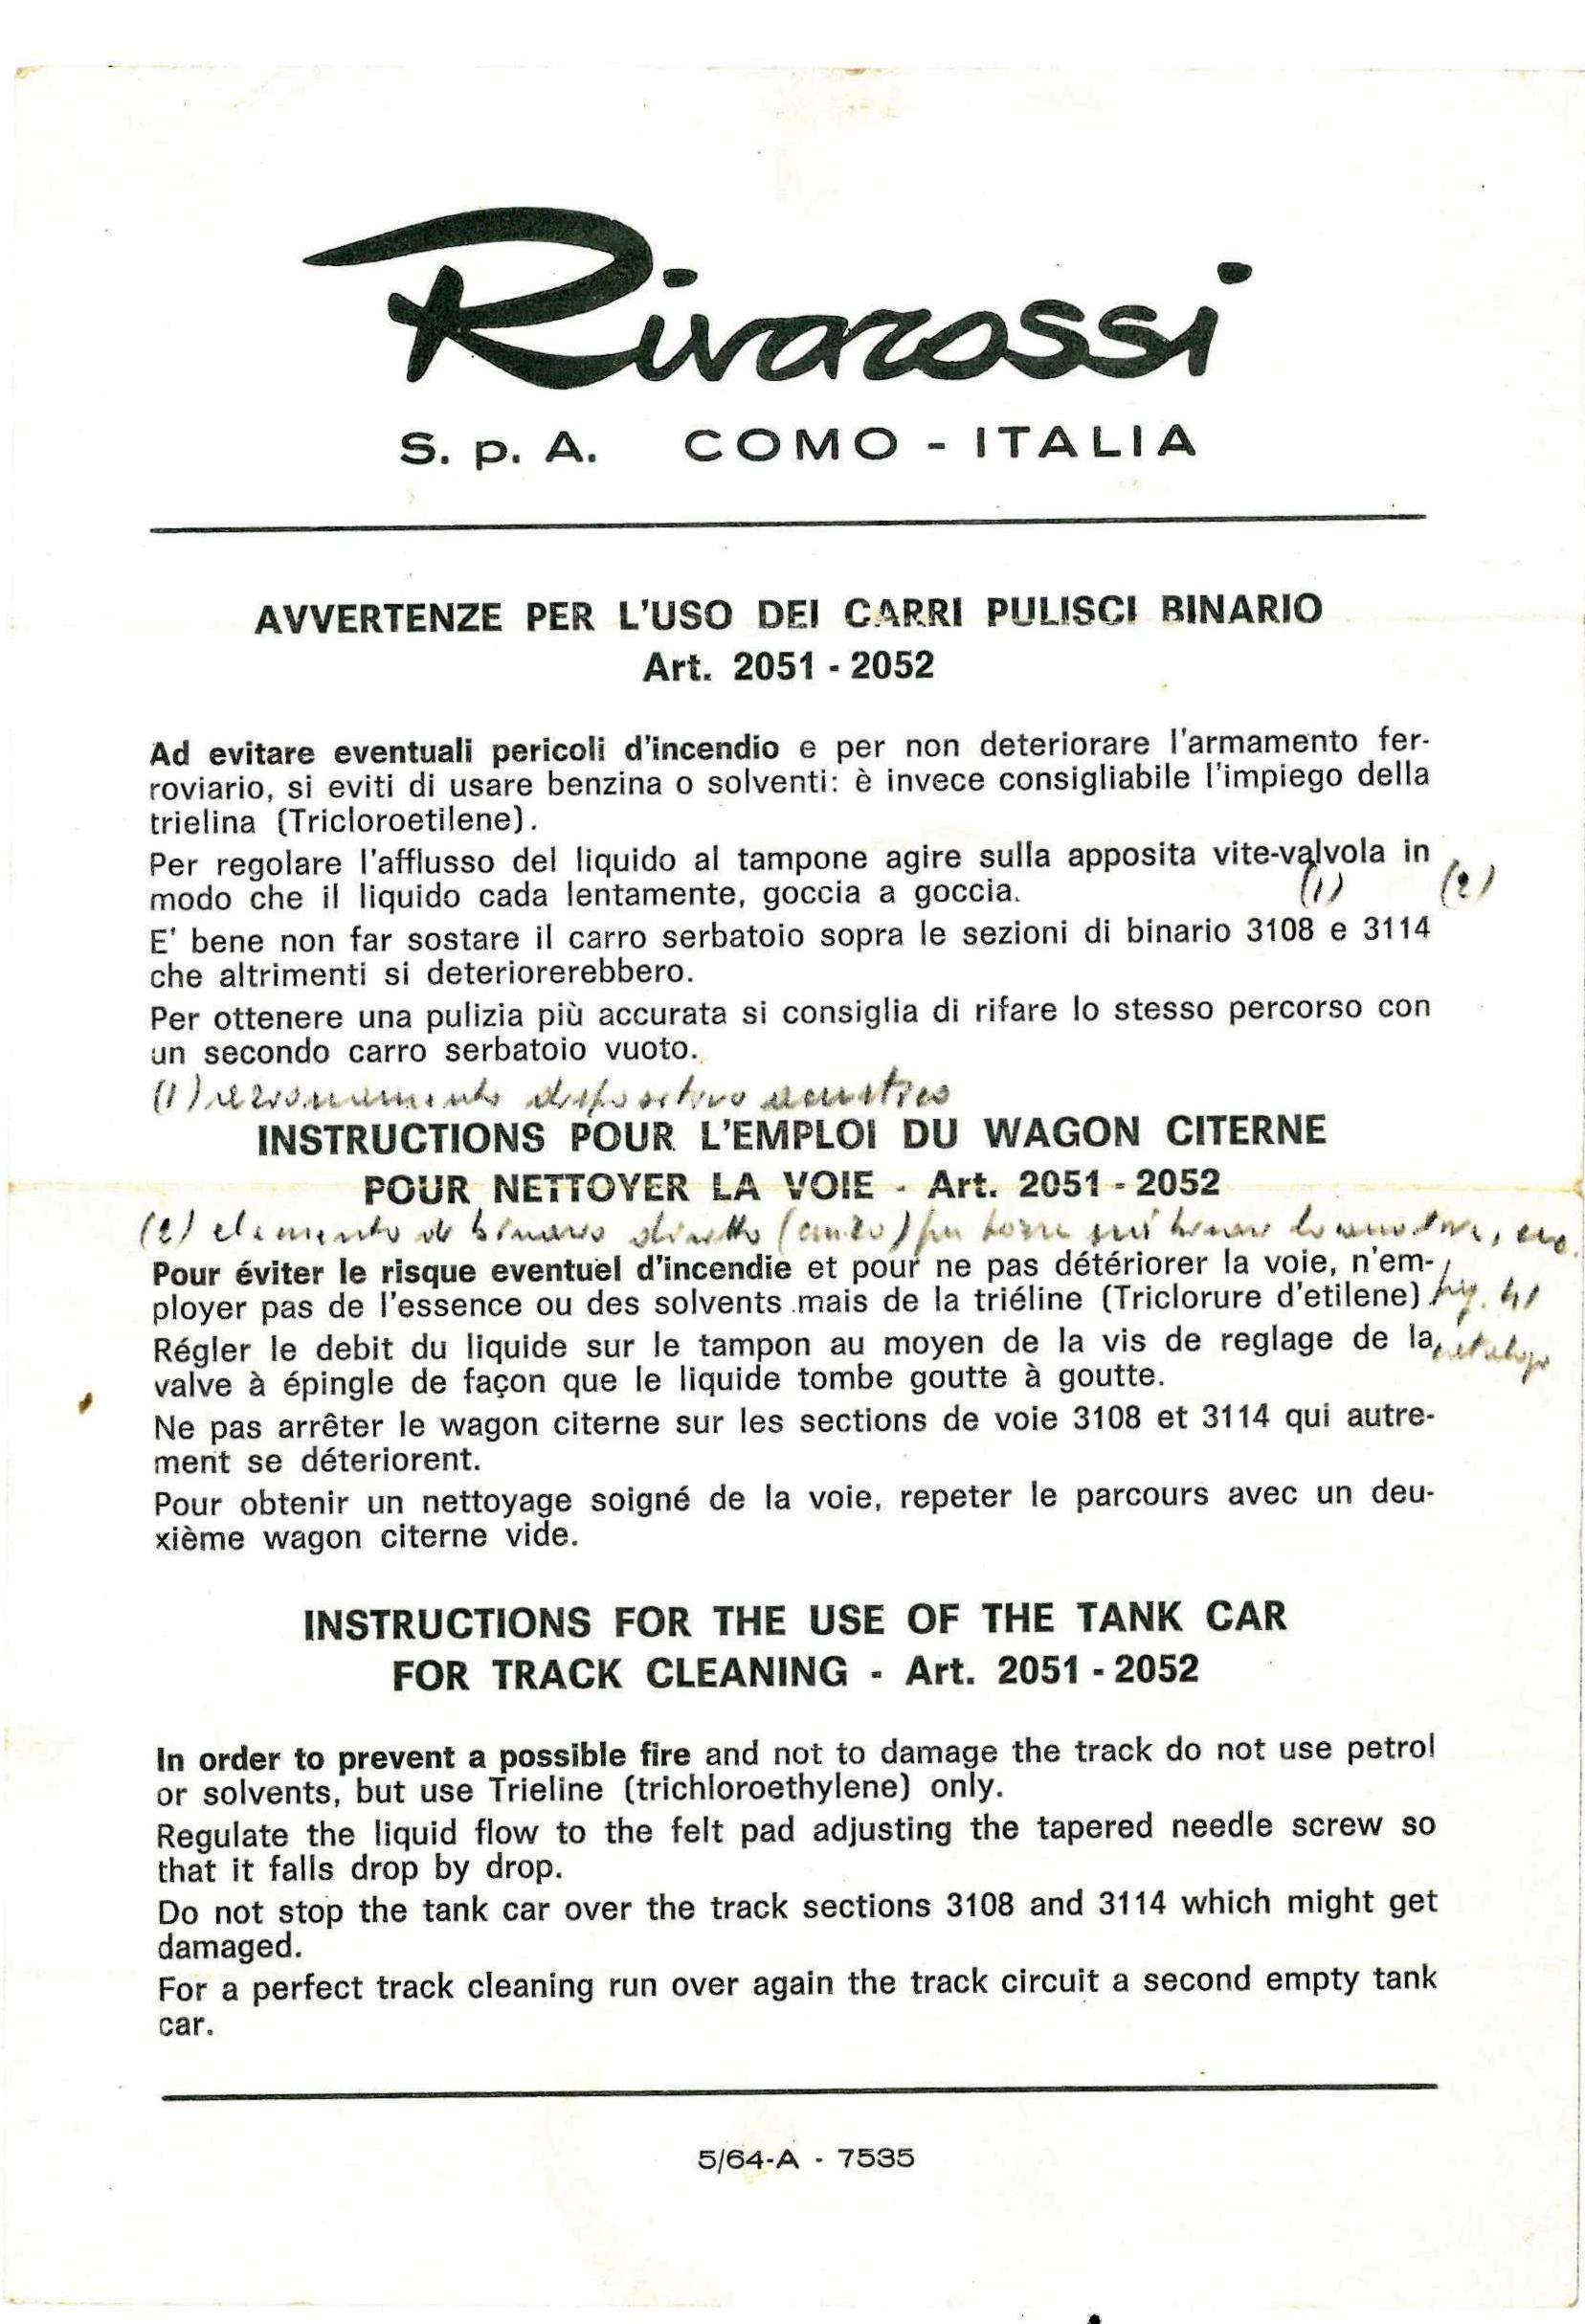 Rivarossi
S. p. A. COMO - ITALIA
AVVERTENZE PER L'USO DEI CARRI PULISCI BINARIO
Art. 2051 - 2052
Ad evitare eventuali pericoli d'incendio e per non deteriorare l'armamento fer-
roviario, si eviti di usare benzina o solventi: è invece consigliabile l'impiego della
trielina (Tricloroetilene).
Per regolare l'afflusso del liquido al tampone agire sulla apposita vite-valvola in
modo che il liquido cada lentamente, goccia a goccia.
(1) (2)
E' bene non far sostare il carro serbatoio sopra le sezioni di binario 3108 e 3114
che altrimenti si deteriorerebbero.
Per ottenere una pulizia più accurata si consiglia di rifare lo stesso percorso con
un secondo carro serbatoio vuoto.
(1) dispositivo acustico
INSTRUCTIONS POUR L'EMPLOI DU WAGON CITERNE
POUR NETTOYER LA VOIE - Art. 2051 - 2052
(2) elemento di binario diretto
Pour éviter le risque eventuel d'incendie et pour ne pas détériorer la voie, n'em-
ployer pas de l'essence ou des solvents mais de la triéline (Triclorure d'etilene)
Régler le debit du liquide sur le tampon au moyen de la vis de reglage de la
valve à épingle de façon que le liquide tombe goutte à goutte.
Ne pas arrêter le wagon citerne sur les sections de voie 3108 et 3114 qui autre-
ment se déteriorent.
Pour obtenir un nettoyage soigné de la voie, repeter le parcours avec un deu-
xième wagon citerne vide.
INSTRUCTIONS FOR THE USE OF THE TANK CAR
FOR TRACK CLEANING - Art. 2051 - 2052
In order to prevent a possible fire and not to damage the track do not use petrol
or solvents, but use Trieline (trichloroethylene) only.
Regulate the liquid flow to the felt pad adjusting the tapered needle screw so
that it falls drop by drop.
Do not stop the tank car over the track sections 3108 and 3114 which might get
damaged.
For a perfect track cleaning run over again the track circuit a second empty tank
car.
5/64-A - 7535